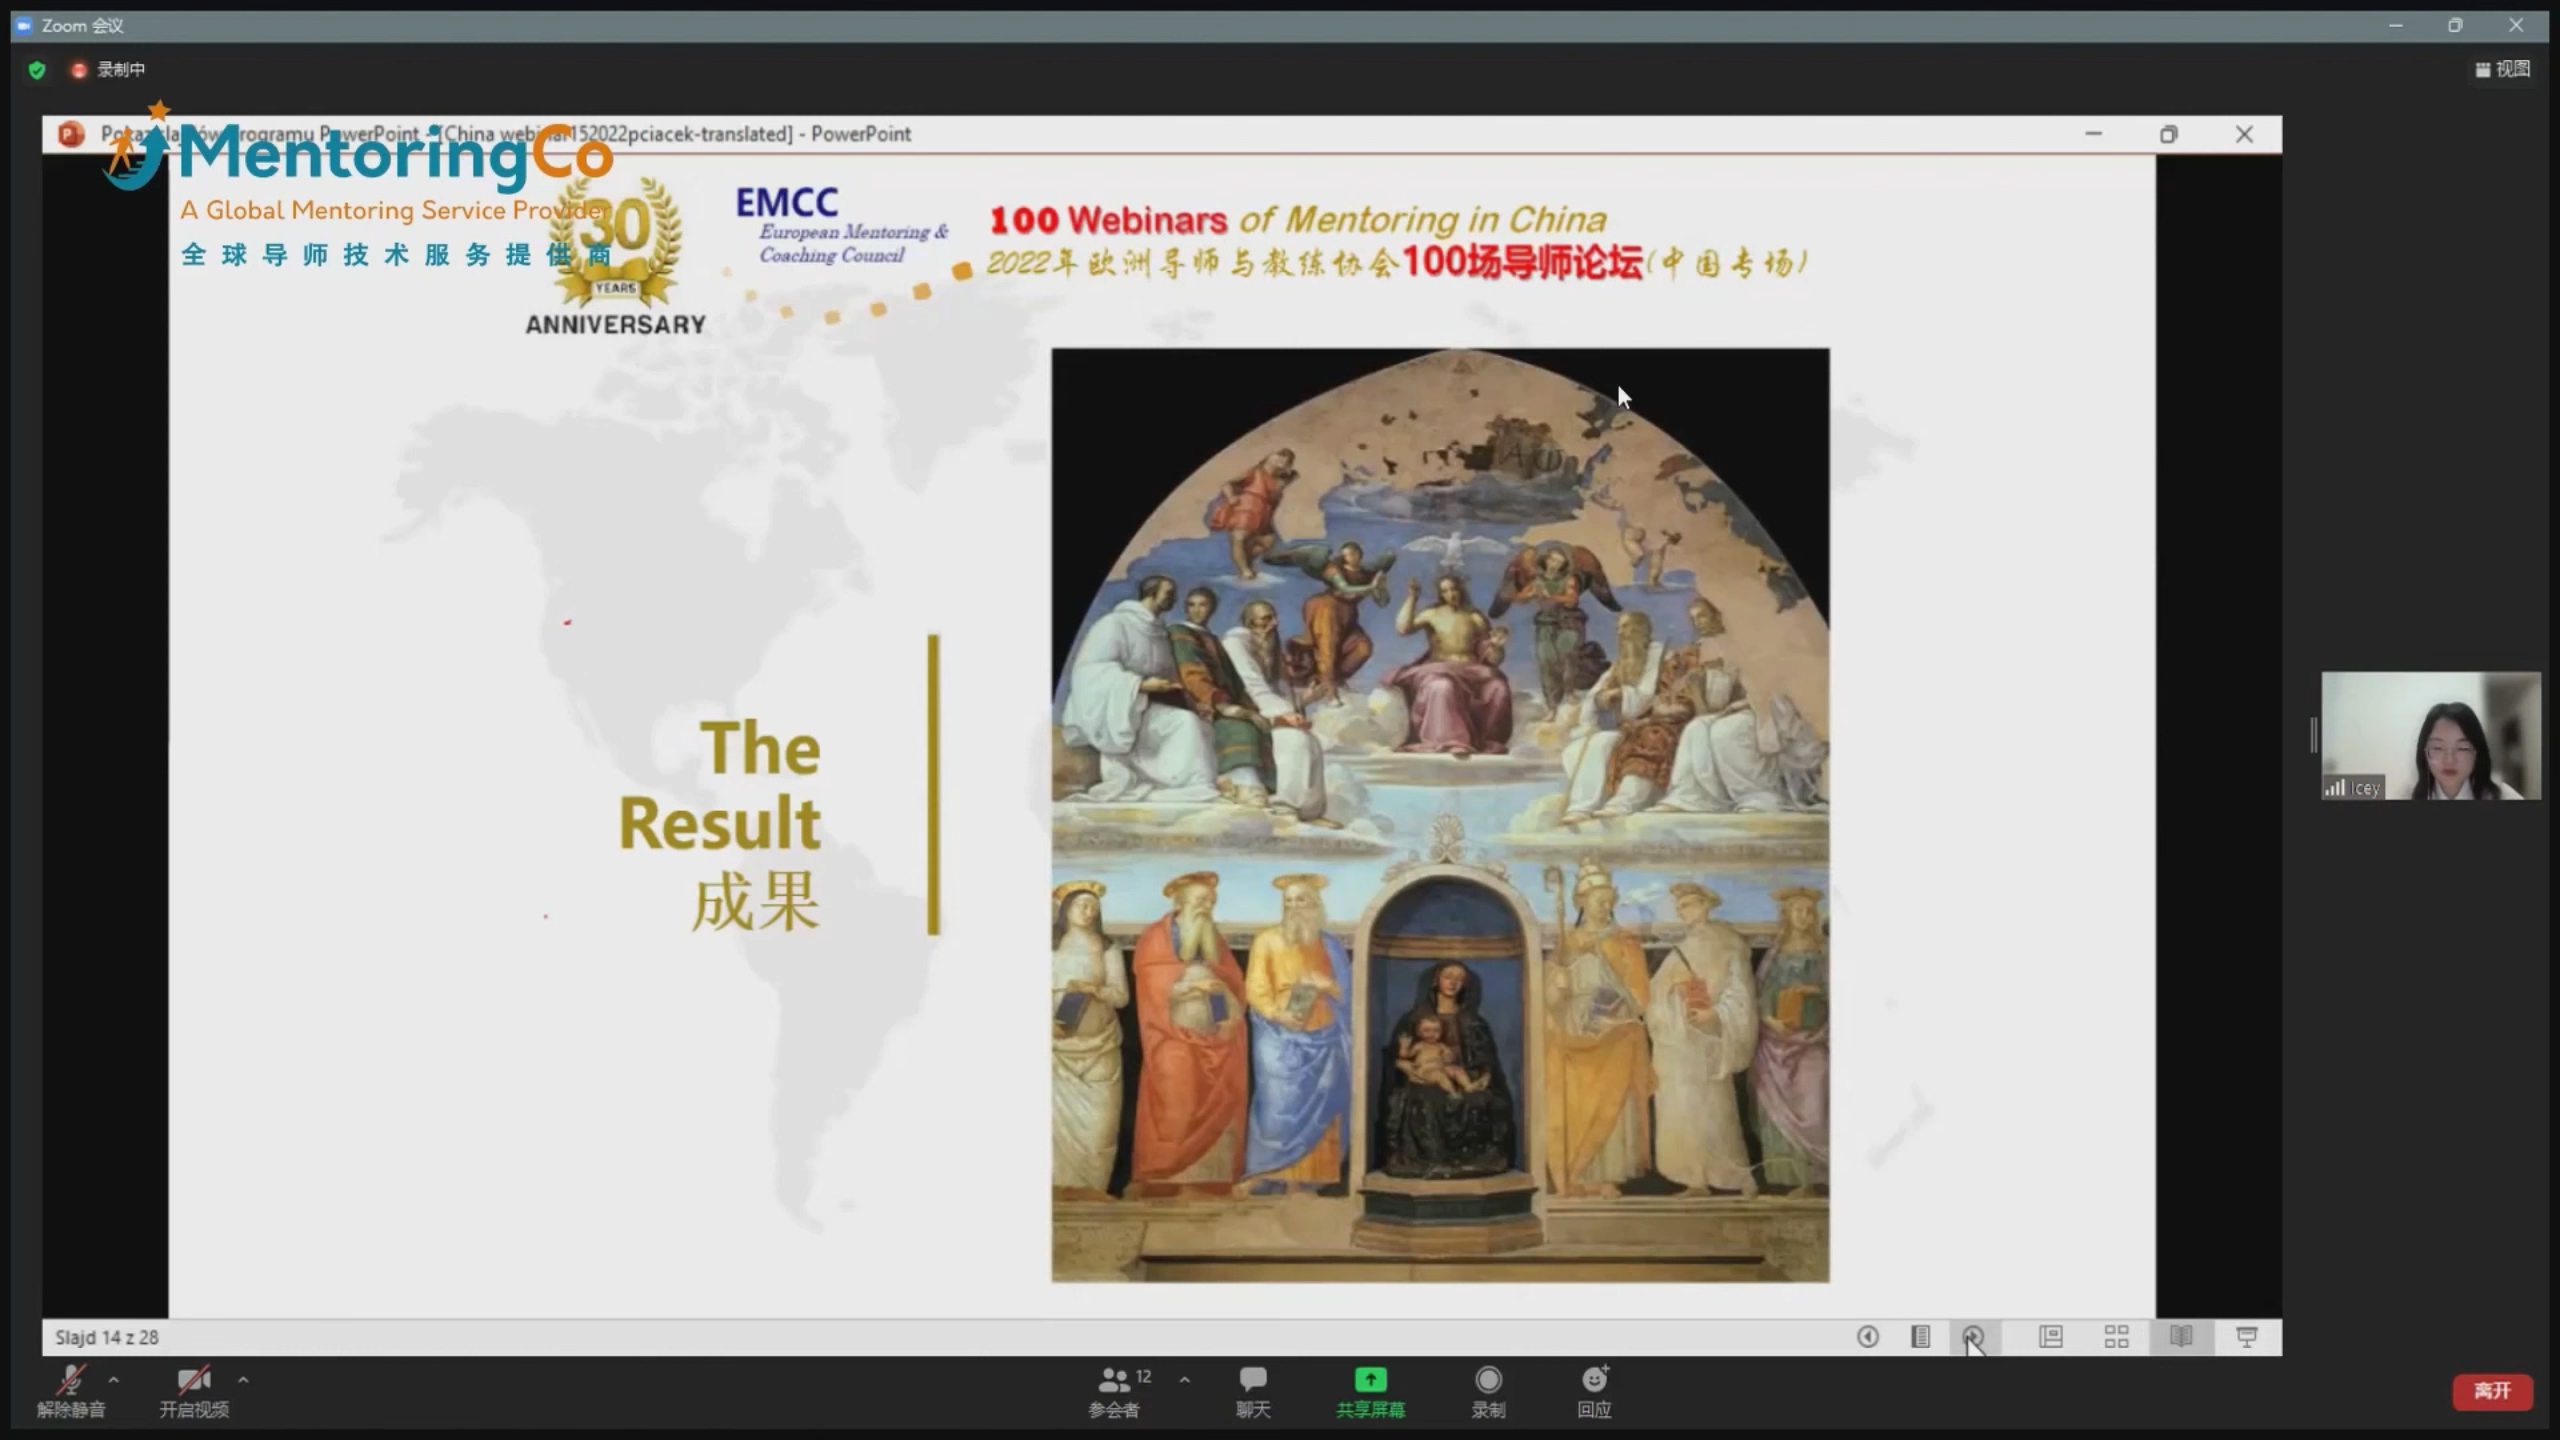 Zoom 会议
录制中
视图
[China webinar152022pciacek-translated] - PowerPoint
MentoringCo
A Global Mentoring Service Provider
全球导师技术服务提供商
30
YEARS
ANNIVERSARY
EMCC
European Mentoring &
Coaching Council
100 Webinars of Mentoring in China
2022年欧洲导师与教练协会100场导师论坛(中国专场)
The
Result
成果
Icey
Slajd 14 z 28
解除静音
开启视频
12
参会者
聊天
共享屏幕
录制
回应
离开